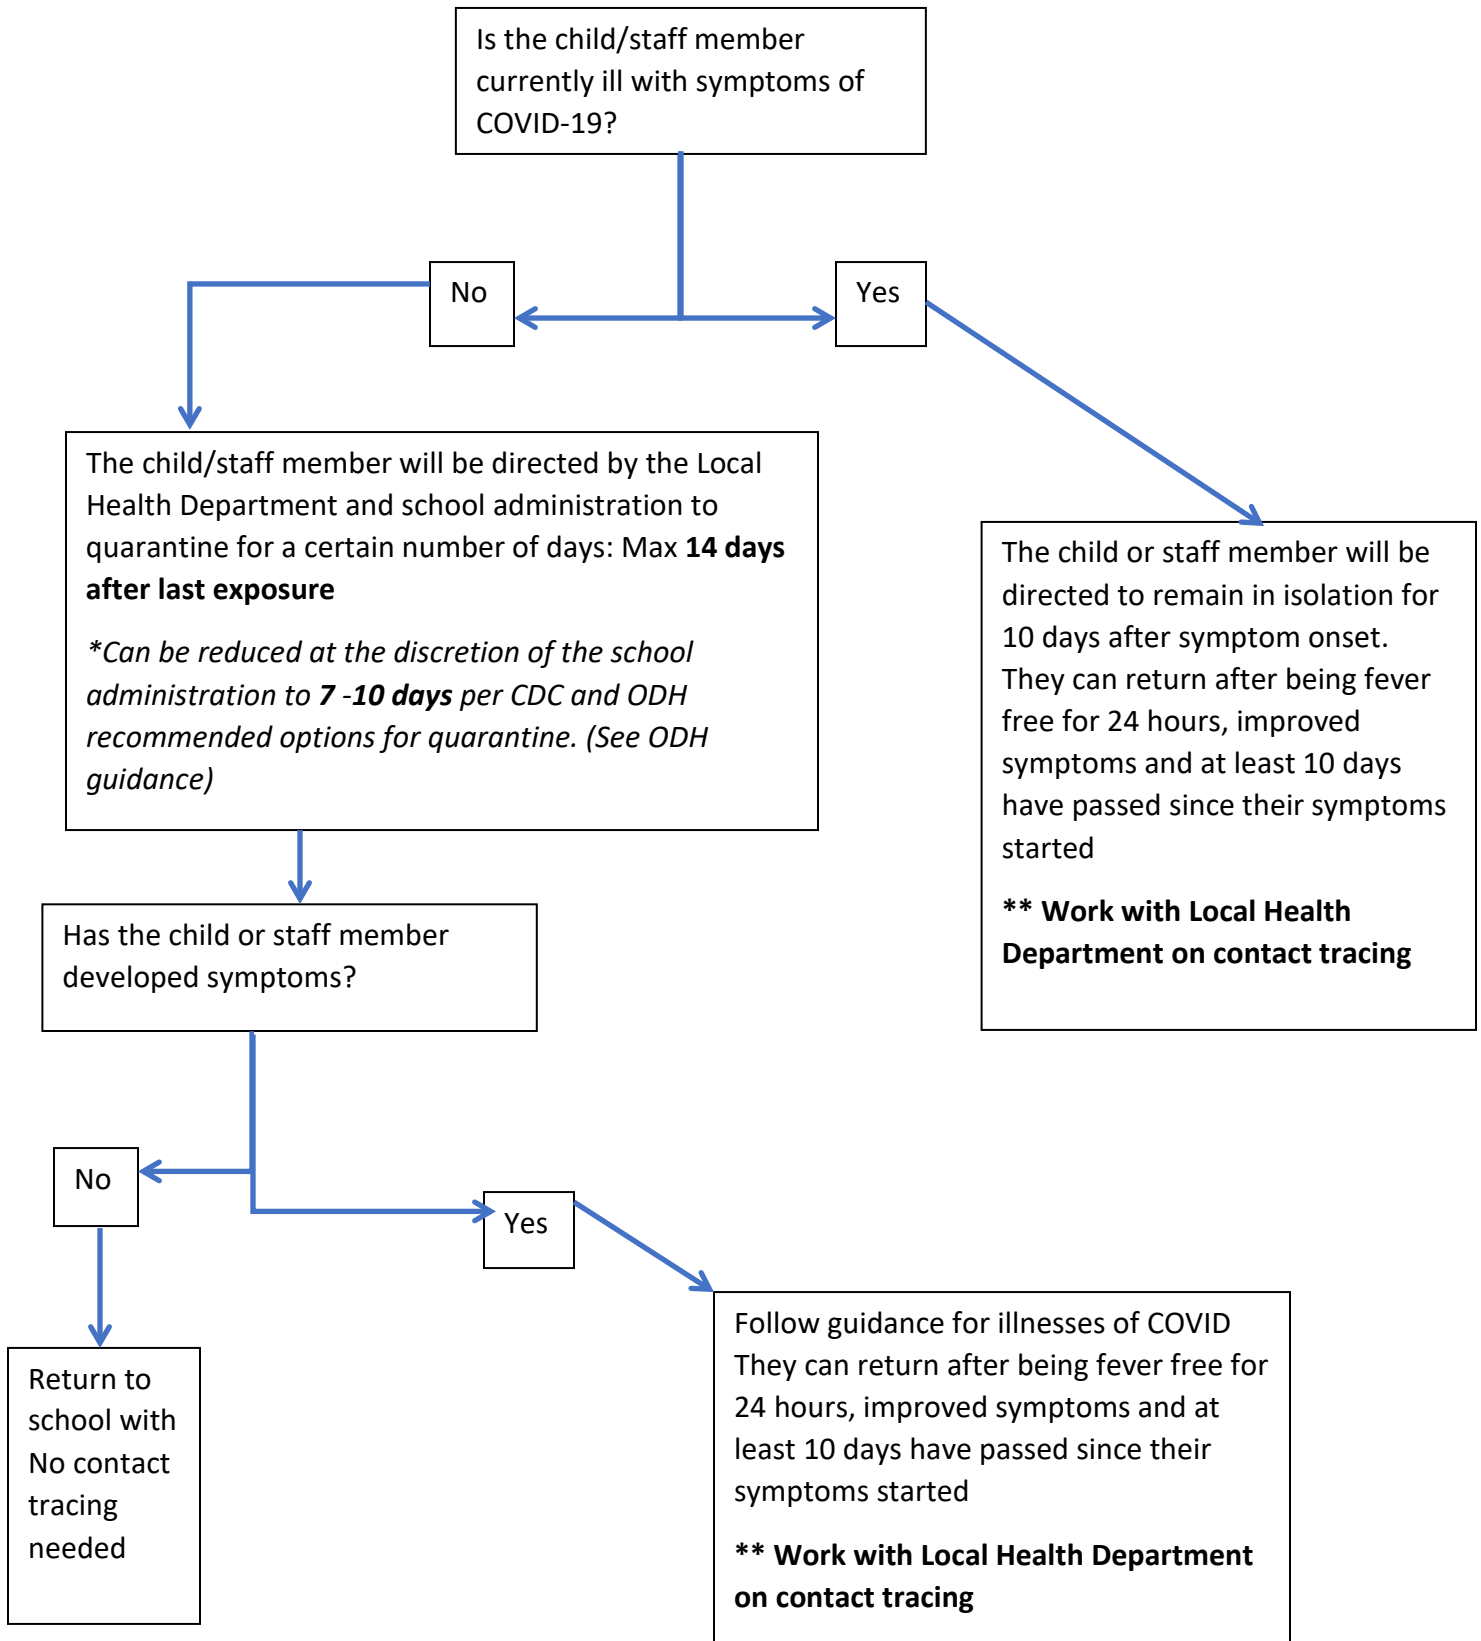 Is the child/staff member
currently ill with symptoms of
COVID-19?
No
Yes
The child/staff member will be directed by the Local
Health Department and school administration to
quarantine for a certain number of days: Max 14 days
after last exposure
*Can be reduced at the discretion of the school
administration to 7 -10 days per CDC and ODH
recommended options for quarantine. (See ODH
guidance)
The child or staff member will be
directed to remain in isolation for
10 days after symptom onset.
They can return after being fever
free for 24 hours, improved
symptoms and at least 10 days
have passed since their symptoms
started
** Work with Local Health
Department on contact tracing
Has the child or staff member
developed symptoms?
No
Yes
Return to
school with
No contact
tracing
needed
Follow guidance for illnesses of COVID
They can return after being fever free for
24 hours, improved symptoms and at
least 10 days have passed since their
symptoms started
** Work with Local Health Department
on contact tracing